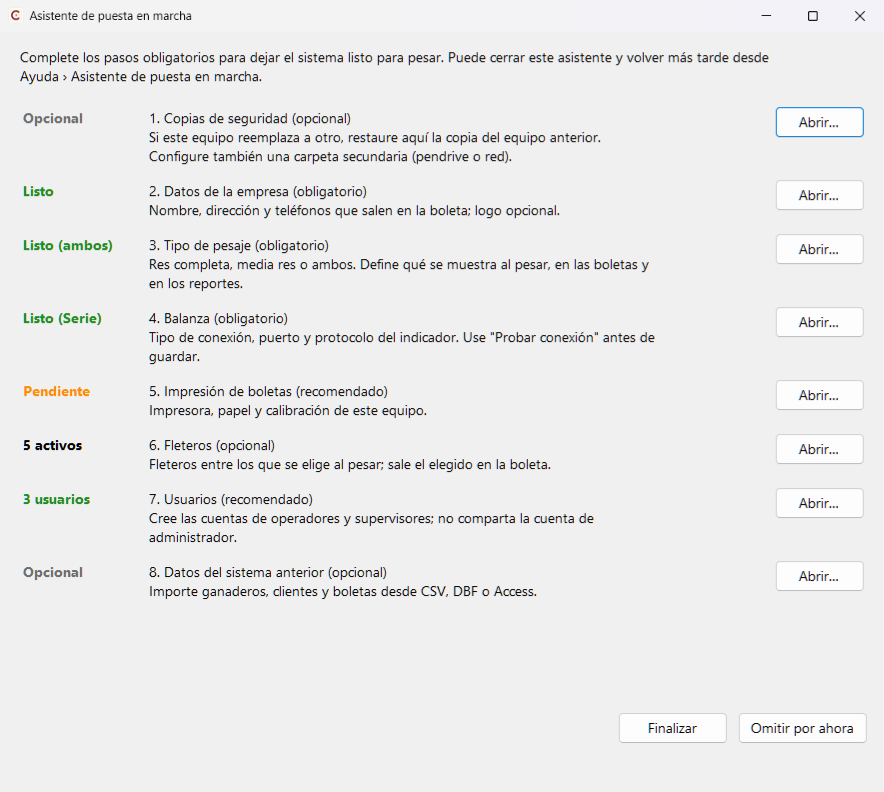 Asistente de puesta en marcha
Complete los pasos obligatorios para dejar el sistema listo para pesar. Puede cerrar este asistente y volver más tarde desde
Ayuda › Asistente de puesta en marcha.
Opcional
1. Copias de seguridad (opcional)
Si este equipo reemplaza a otro, restaure aquí la copia del equipo anterior.
Configure también una carpeta secundaria (pendrive o red).
Abrir...
Listo
2. Datos de la empresa (obligatorio)
Nombre, dirección y teléfonos que salen en la boleta; logo opcional.
Abrir...
Listo (ambos)
3. Tipo de pesaje (obligatorio)
Res completa, media res o ambos. Define qué se muestra al pesar, en las boletas y
en los reportes.
Abrir...
Listo (Serie)
4. Balanza (obligatorio)
Tipo de conexión, puerto y protocolo del indicador. Use "Probar conexión" antes de
guardar.
Abrir...
Pendiente
5. Impresión de boletas (recomendado)
Impresora, papel y calibración de este equipo.
Abrir...
5 activos
6. Fleteros (opcional)
Fleteros entre los que se elige al pesar; sale el elegido en la boleta.
Abrir...
3 usuarios
7. Usuarios (recomendado)
Cree las cuentas de operadores y supervisores; no comparta la cuenta de
administrador.
Abrir...
Opcional
8. Datos del sistema anterior (opcional)
Importe ganaderos, clientes y boletas desde CSV, DBF o Access.
Abrir...
Finalizar
Omitir por ahora